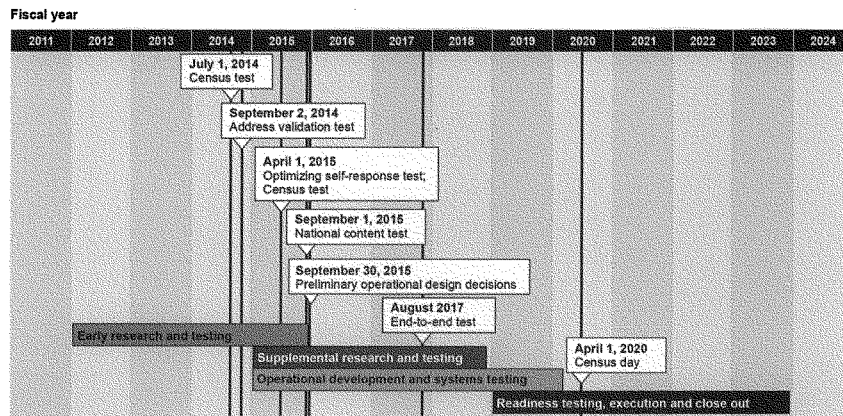 Fiscal year
2011 2012 2013 2014 2015 2016 2017 2018 2019 2020 2021 2022 2023 2024
July 1, 2014
Census test
September 2, 2014
Address validation test
April 1, 2015
Optimizing self-response test;
Census test
September 1, 2015
National content test
September 30, 2015
Preliminary operational design decisions
August 2017
End-to-end test
Early research and testing
April 1, 2020
Census day
Supplemental research and testing
Operational development and systems testing
Readiness testing, execution and close out